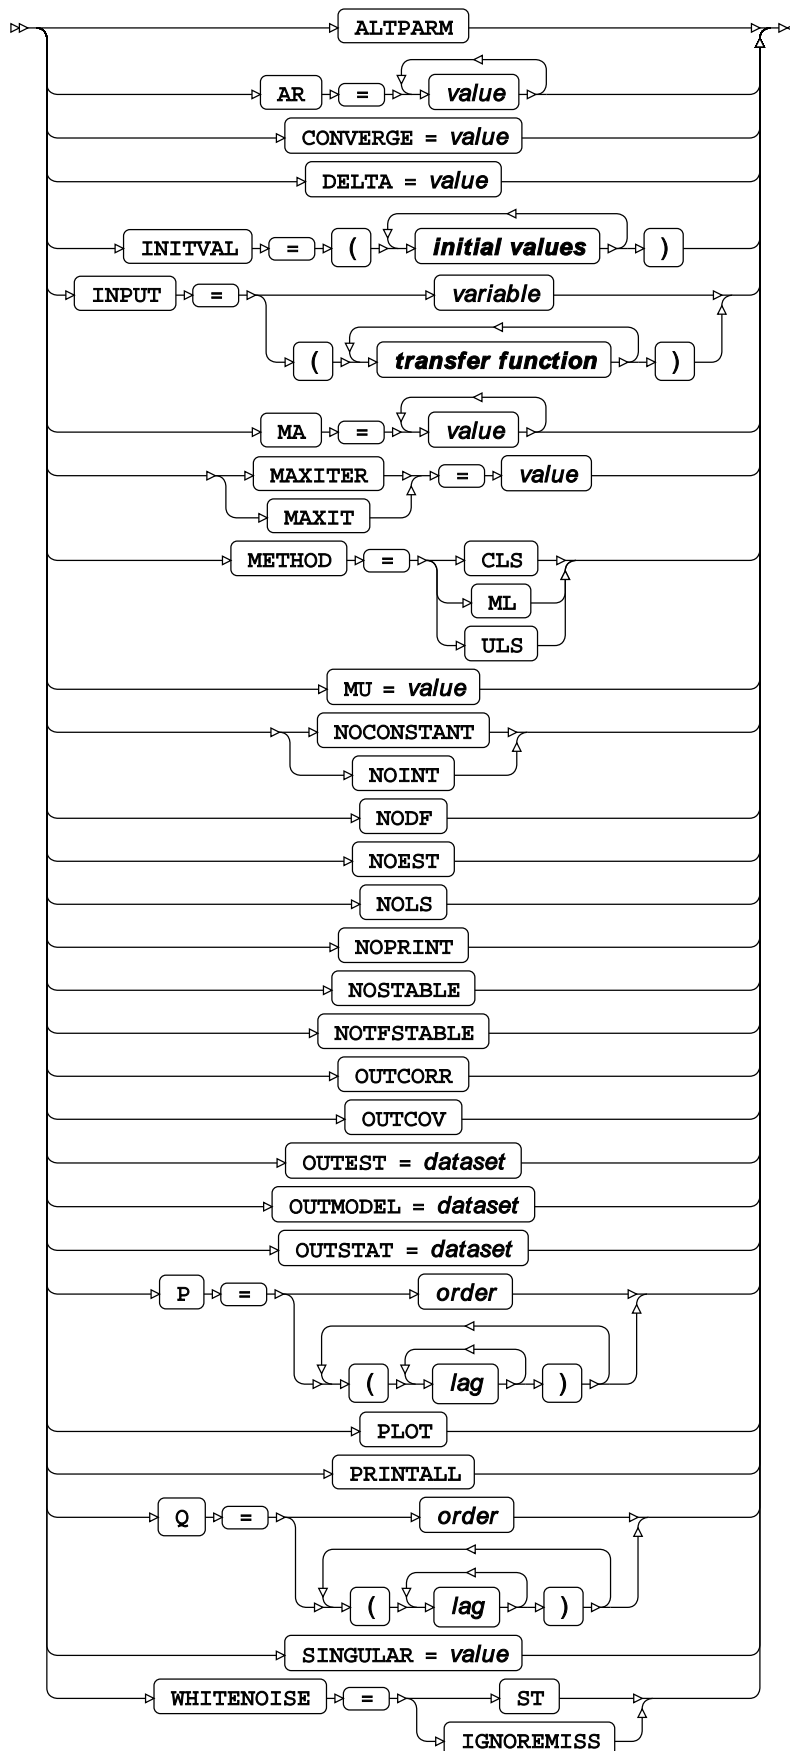 ALTPARM
AR = value
CONVERGE = value
DELTA = value
INITVAL = ( initial values )
INPUT = variable
( transfer function )
MA = value
MAXITER = value
MAXIT
METHOD = CLS
ML
ULS
MU = value
NOCONSTANT
NOINT
NODF
NOEST
NOLS
NOPRINT
NOSTABLE
NOTFSTABLE
OUTCORR
OUTCOV
OUTEST = dataset
OUTMODEL = dataset
OUTSTAT = dataset
P = order
( lag )
PLOT
PRINTALL
Q = order
( lag )
SINGULAR = value
WHITENOISE = ST
IGNOREMISS